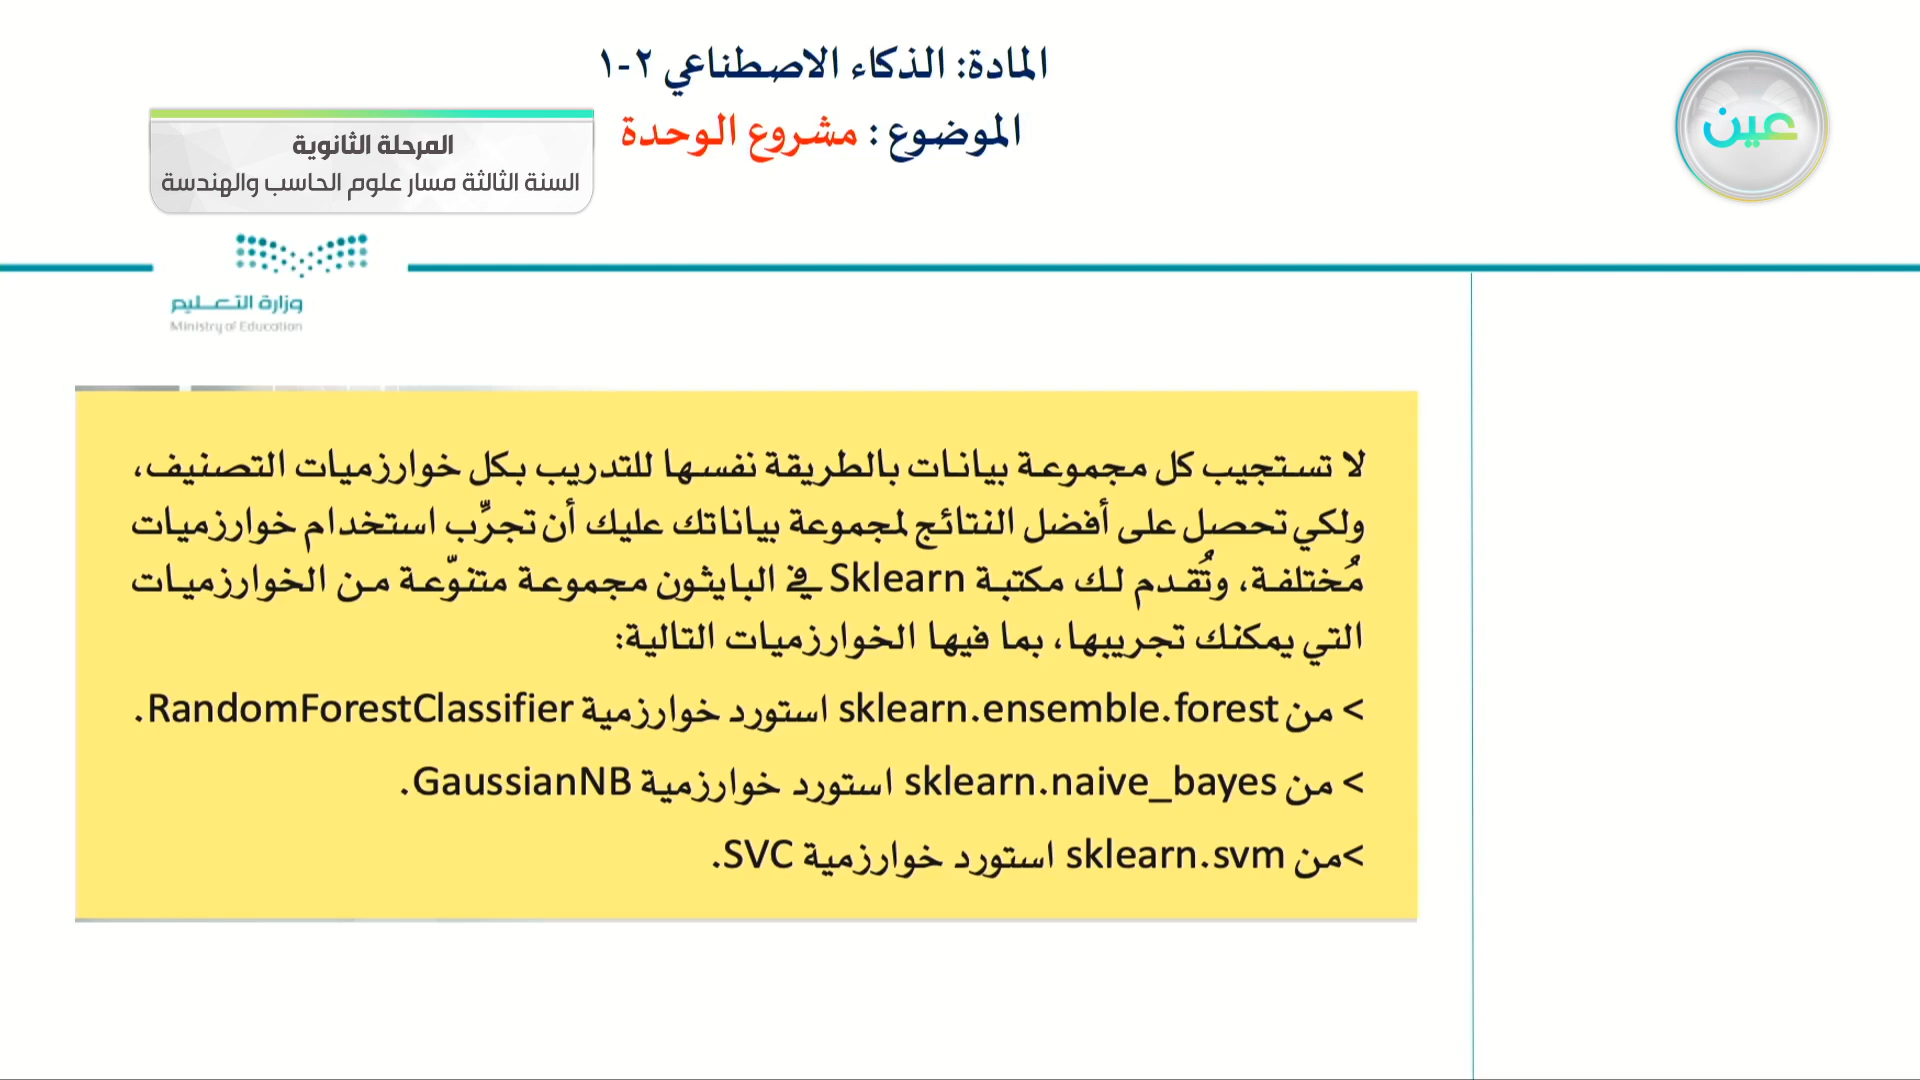 المادة: الذكاء الاصطناعي ٢-١
الموضوع : مشروع الوحدة
عين
المرحلة الثانوية
السنة الثالثة مسار علوم الحاسب والهندسة
وزارة التعليم
Ministry of Education
لا تستجيب كل مجموعة بيانات بالطريقة نفسها للتدريب بكل خوارزميات التصنيف،
ولكي تحصل على أفضل النتائج لمجموعة بياناتك عليك أن تجرِّب استخدام خوارزميات
مُختلفة، وتُقدم لك مكتبة Sklearn في البايثون مجموعة متنوّعة من الخوارزميات
التي يمكنك تجريبها، بما فيها الخوارزميات التالية:
> من sklearn.ensemble.forest استورد خوارزمية RandomForestClassifier.
> من sklearn.naive_bayes استورد خوارزمية GaussianNB.
>من sklearn.svm استورد خوارزمية SVC.